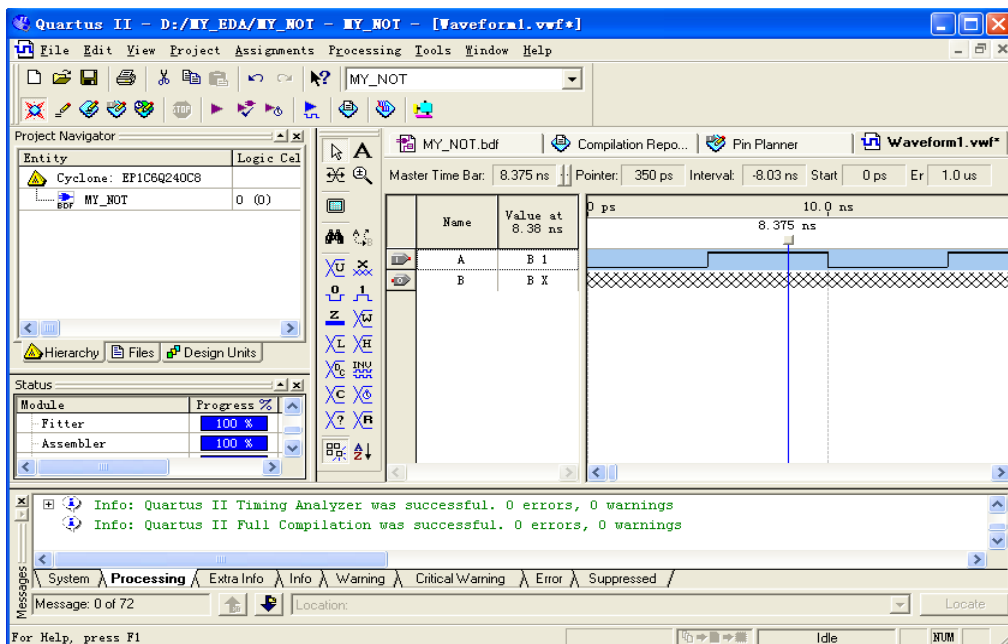 Quartus II - D:/MY_EDA/MY_NOT - MY_NOT - [Waveform1.vwf*]
File Edit View Project Assignments Processing Tools Window Help
MY_NOT
Project Navigator
Entity Logic Cel
Cyclone: EP1C6Q240C8
BDF MY_NOT 0 (0)
Hierarchy Files Design Units
Status
Module Progress %
Fitter 100 %
Assembler 100 %
MY_NOT.bdf Compilation Repo... Pin Planner Waveform1.vwf*
Master Time Bar: 8.375 ns Pointer: 350 ps Interval: -8.03 ns Start 0 ps Er 1.0 us
Name Value at 8.38 ns
0 ps 10.0 ns
8.375 ns
A B 1
B B X
Info: Quartus II Timing Analyzer was successful. 0 errors, 0 warnings
Info: Quartus II Full Compilation was successful. 0 errors, 0 warnings
Messages
System Processing Extra Info Info Warning Critical Warning Error Suppressed
Message: 0 of 72 Location: Locate
For Help, press F1 Idle NUM